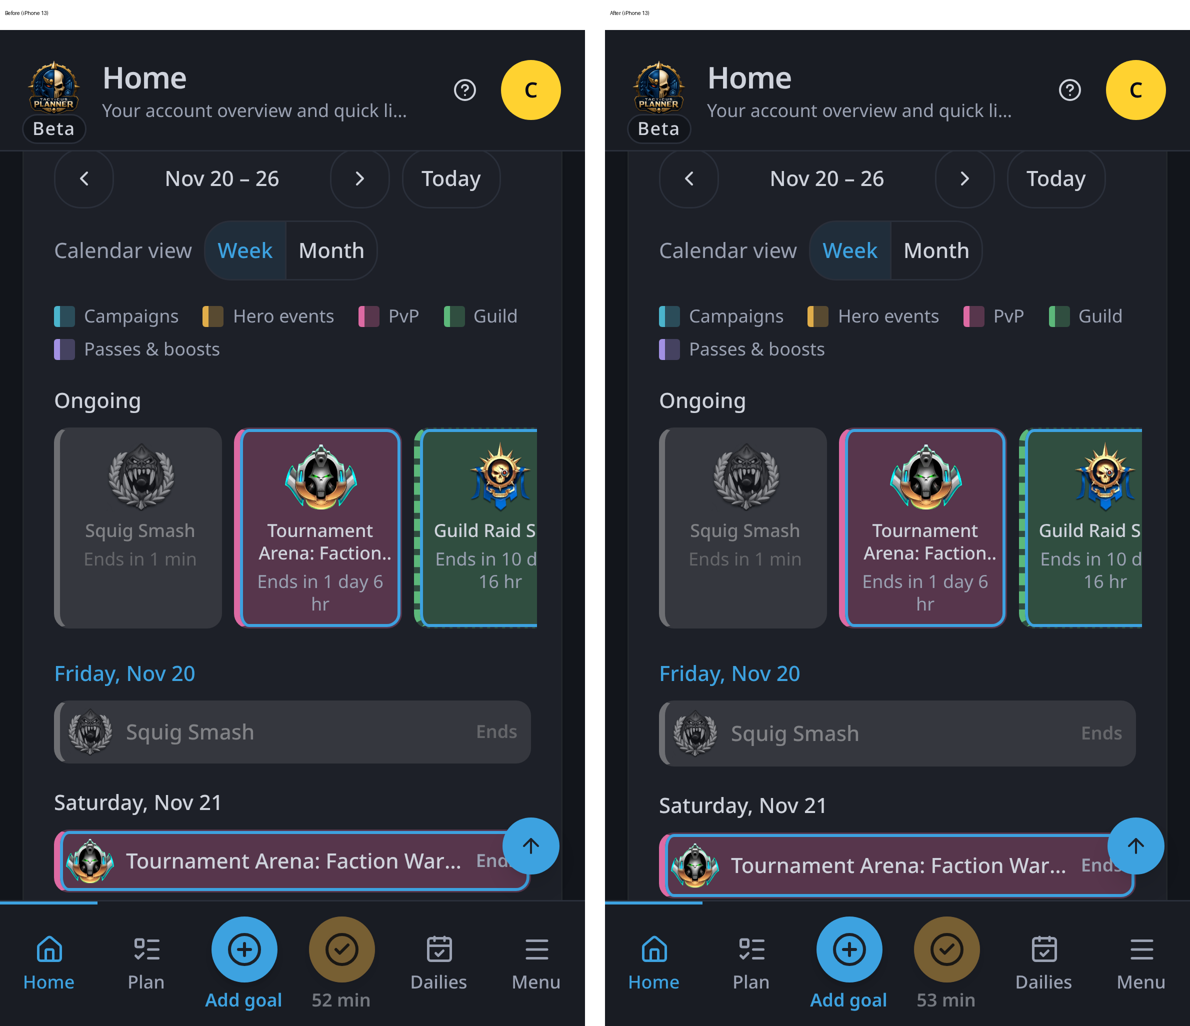 Before (iPhone 13)
Home
Your account overview and quick li...
TACTICUS
PLANNER
Beta
C
Nov 20 – 26
Today
Calendar view
Week
Month
Campaigns
Hero events
PvP
Guild
Passes & boosts
Ongoing
Squig Smash
Ends in 1 min
Tournament
Arena: Faction..
Ends in 1 day 6
hr
Guild Raid S
Ends in 10 d
16 hr
Friday, Nov 20
Squig Smash
Ends
Saturday, Nov 21
Tournament Arena: Faction War...
End
Home
Plan
Add goal
52 min
Dailies
Menu
After (iPhone 13)
Home
Your account overview and quick li...
TACTICUS
PLANNER
Beta
C
Nov 20 – 26
Today
Calendar view
Week
Month
Campaigns
Hero events
PvP
Guild
Passes & boosts
Ongoing
Squig Smash
Ends in 1 min
Tournament
Arena: Faction..
Ends in 1 day 6
hr
Guild Raid S
Ends in 10 d
16 hr
Friday, Nov 20
Squig Smash
Ends
Saturday, Nov 21
Tournament Arena: Faction War...
Ends
Home
Plan
Add goal
53 min
Dailies
Menu